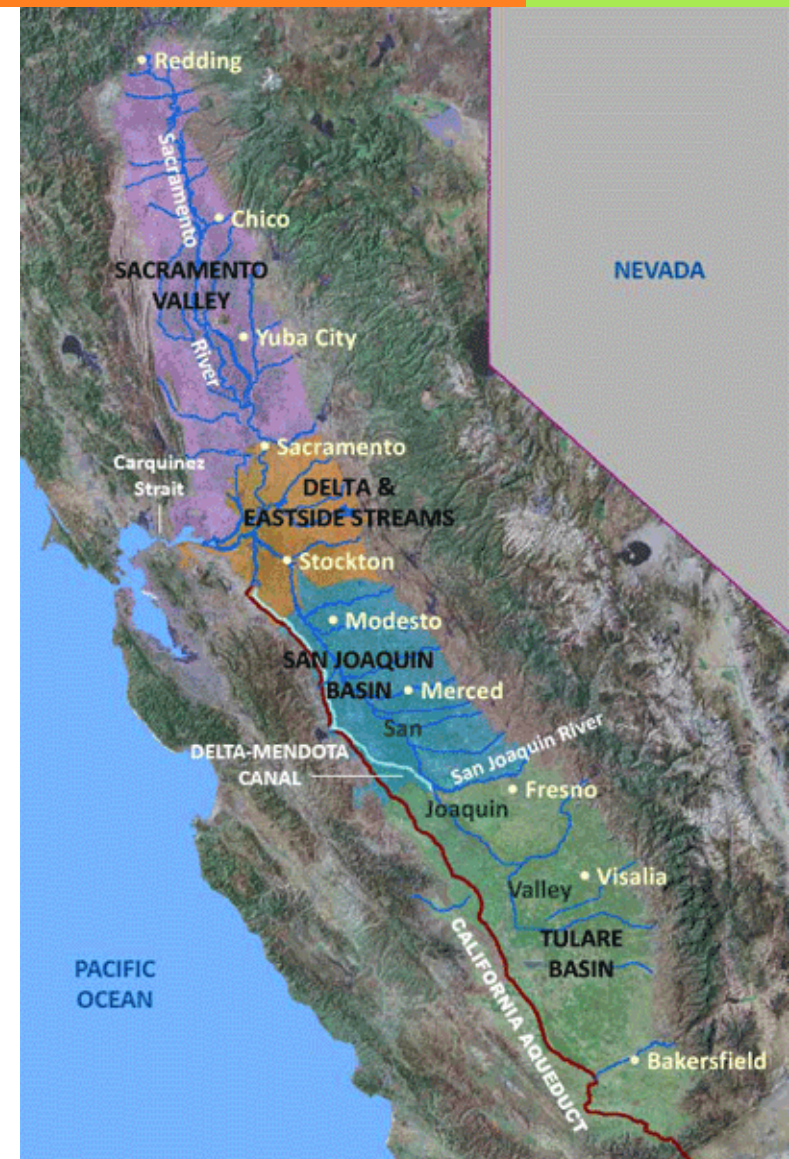 Redding
Sacramento
Chico
SACRAMENTO
VALLEY
NEVADA
Yuba City
River
Sacramento
Carquinez
Strait
DELTA &
EASTSIDE STREAMS
Stockton
Modesto
SAN JOAQUIN
BASIN
Merced
San
San Joaquin River
DELTA-MENDOTA
CANAL
Fresno
Joaquin
Visalia
Valley
TULARE
BASIN
CALIFORNIA AQUEDUCT
PACIFIC
OCEAN
Bakersfield